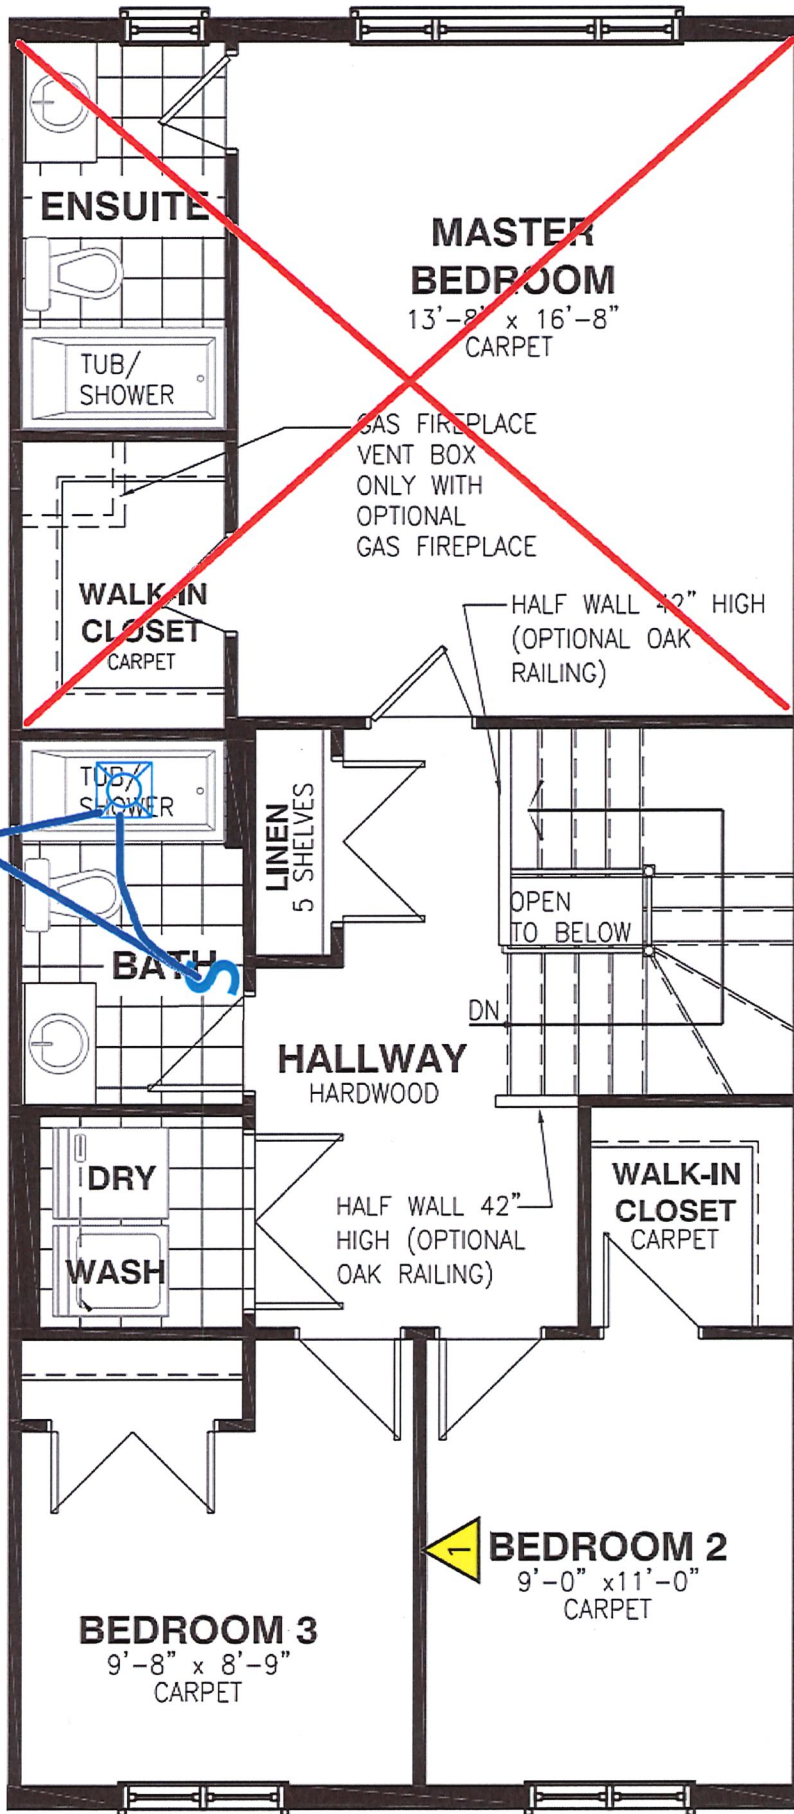 ENSUITE
TUB/
SHOWER
MASTER
BEDROOM
13'-8" x 16'-8"
CARPET
GAS FIREPLACE
VENT BOX
ONLY WITH
OPTIONAL
GAS FIREPLACE
WALK-IN
CLOSET
CARPET
HALF WALL 42" HIGH
(OPTIONAL OAK
RAILING)
TUB/
SHOWER
LINEN
5 SHELVES
OPEN
TO BELOW
BATH
S
DN
HALLWAY
HARDWOOD
DRY
WASH
HALF WALL 42"
HIGH (OPTIONAL
OAK RAILING)
WALK-IN
CLOSET
CARPET
1
BEDROOM 2
9'-0" x11'-0"
CARPET
BEDROOM 3
9'-8" x 8'-9"
CARPET